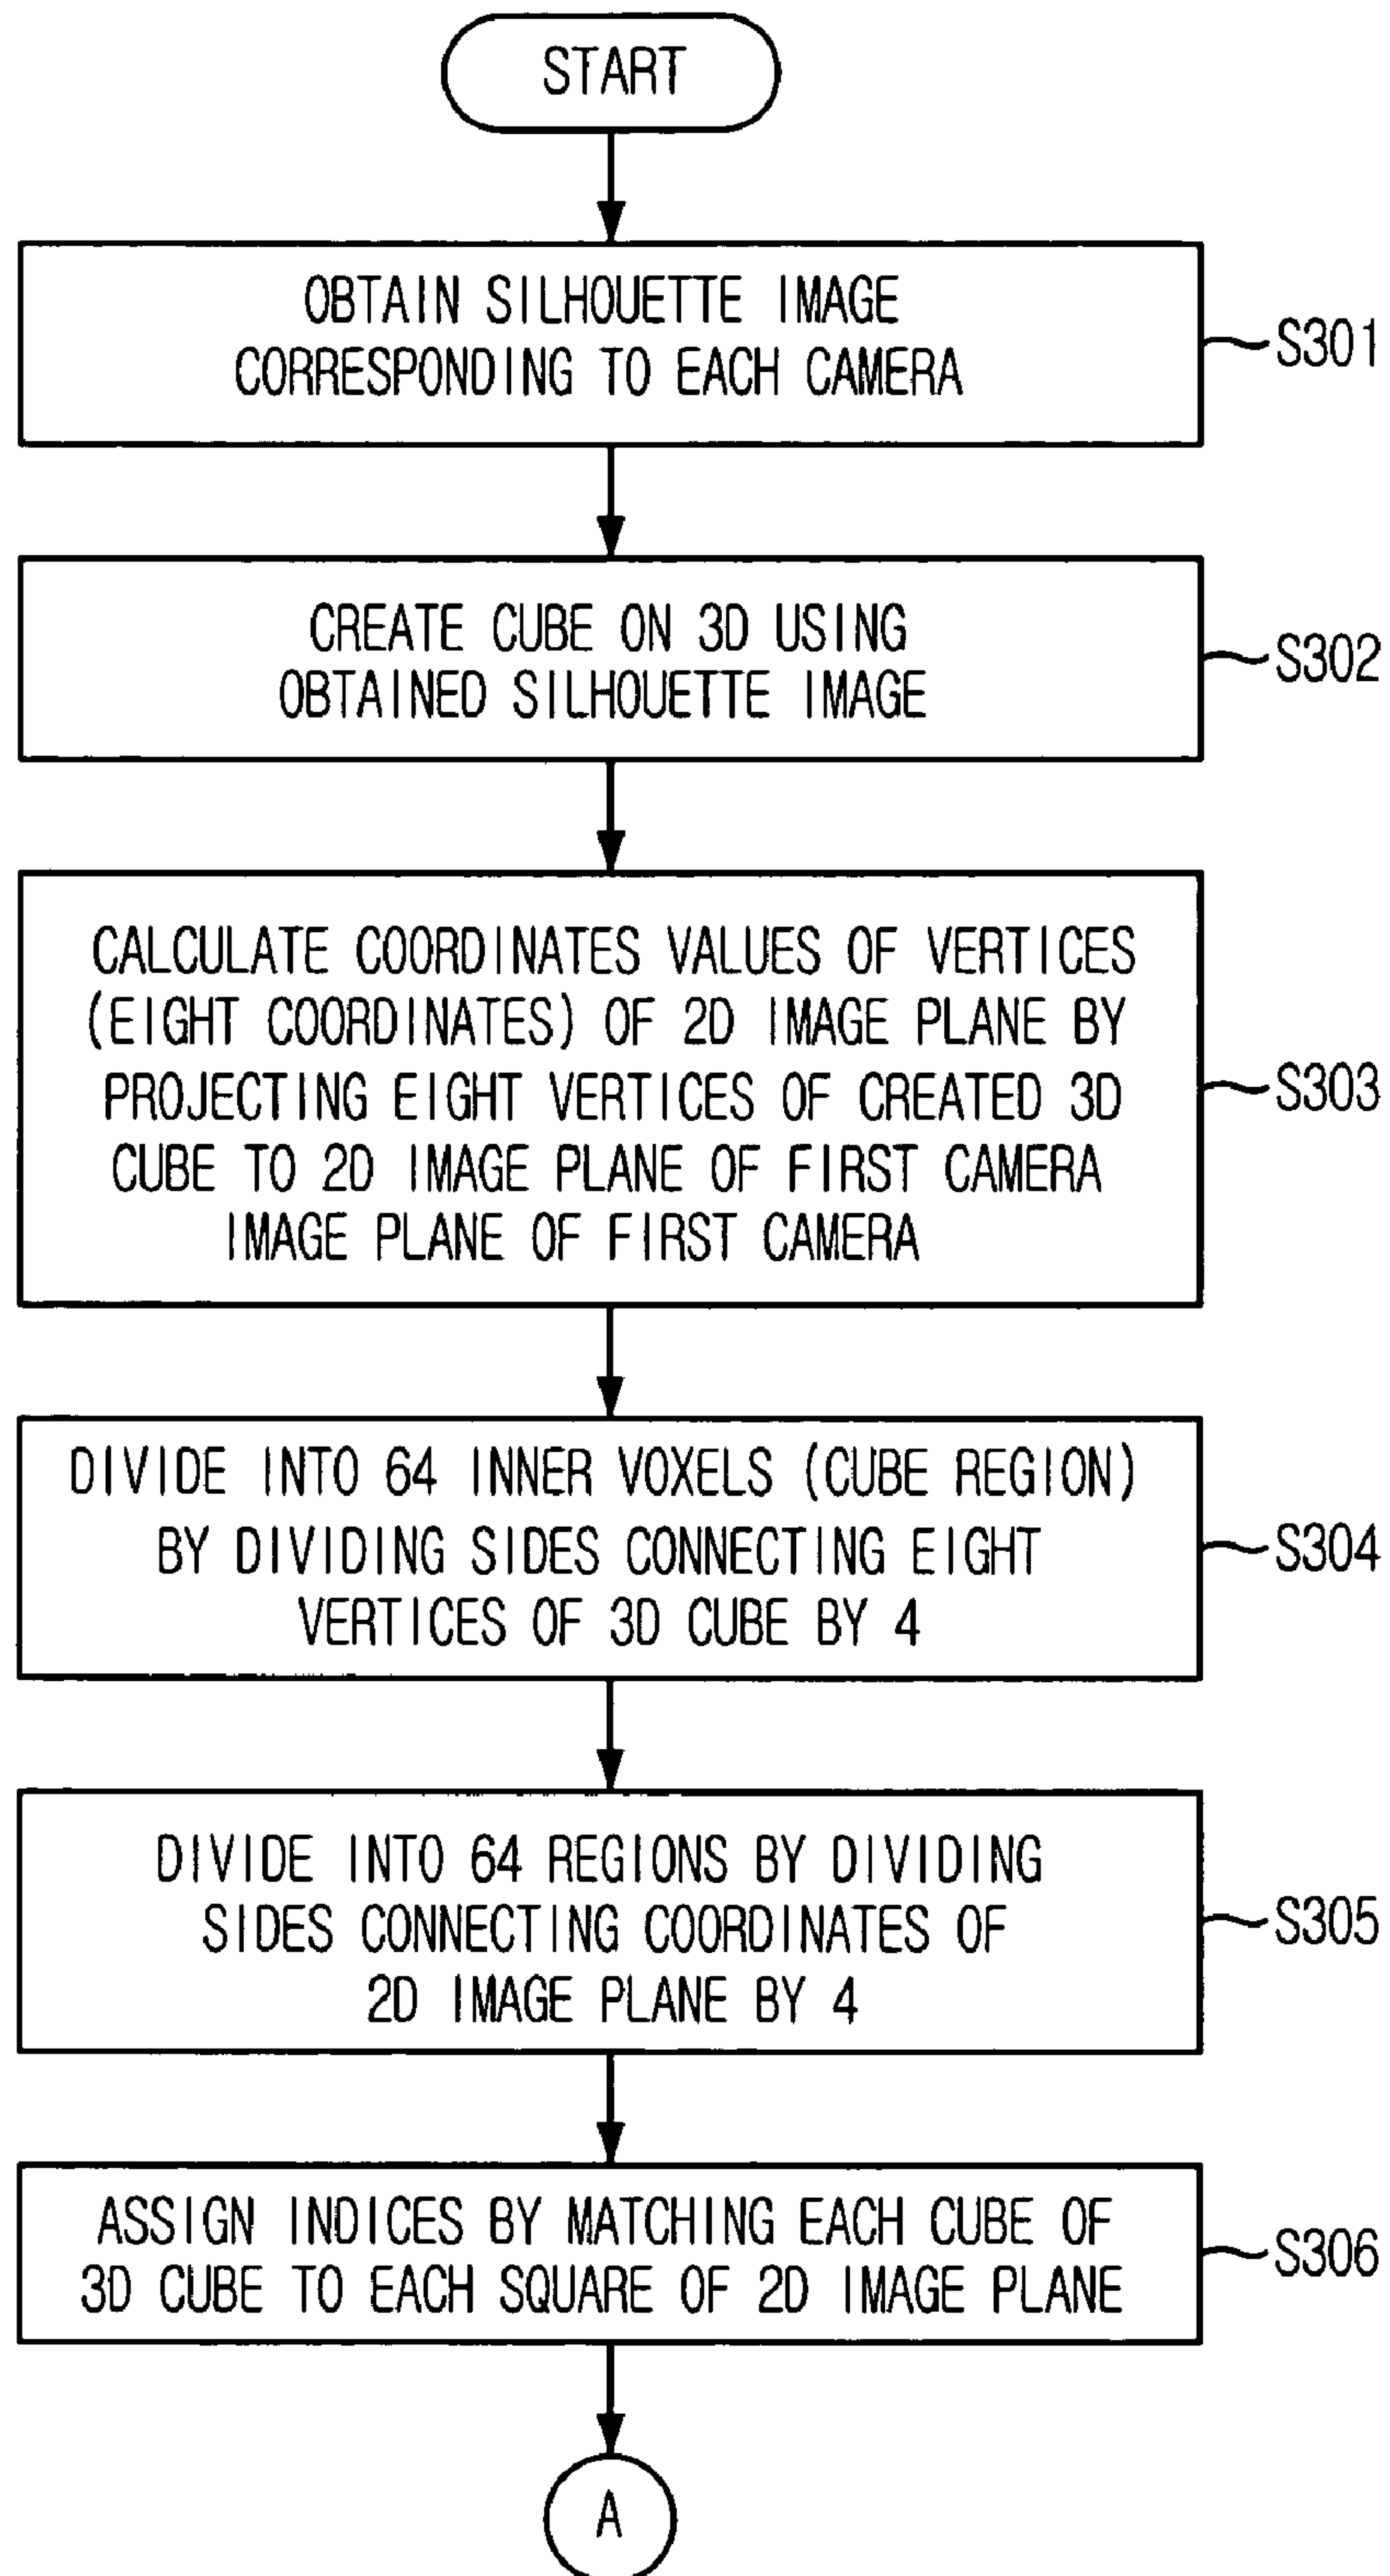 START
OBTAIN SILHOUETTE IMAGE
CORRESPONDING TO EACH CAMERA
S301
CREATE CUBE ON 3D USING
OBTAINED SILHOUETTE IMAGE
S302
CALCULATE COORDINATES VALUES OF VERTICES
(EIGHT COORDINATES) OF 2D IMAGE PLANE BY
PROJECTING EIGHT VERTICES OF CREATED 3D
CUBE TO 2D IMAGE PLANE OF FIRST CAMERA
IMAGE PLANE OF FIRST CAMERA
S303
DIVIDE INTO 64 INNER VOXELS (CUBE REGION)
BY DIVIDING SIDES CONNECTING EIGHT
VERTICES OF 3D CUBE BY 4
S304
DIVIDE INTO 64 REGIONS BY DIVIDING
SIDES CONNECTING COORDINATES OF
2D IMAGE PLANE BY 4
S305
ASSIGN INDICES BY MATCHING EACH CUBE OF
3D CUBE TO EACH SQUARE OF 2D IMAGE PLANE
S306
A